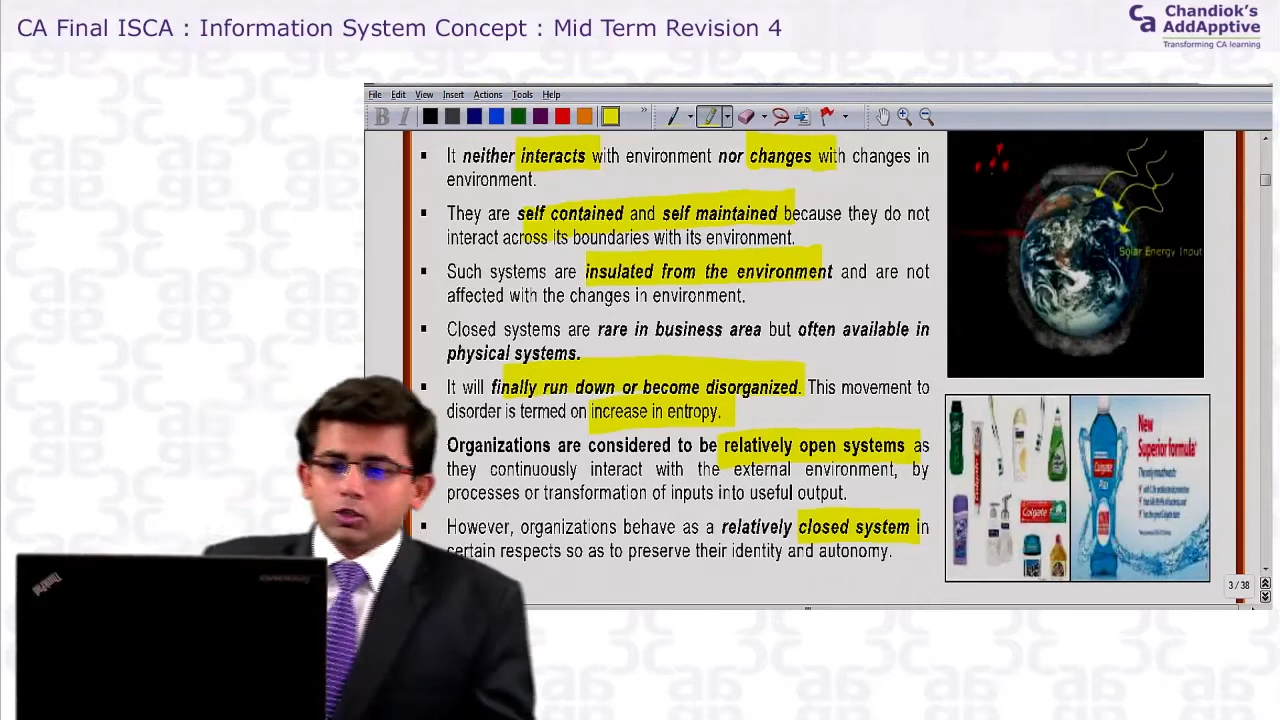 CA Final ISCA : Information System Concept : Mid Term Revision 4
Ca Chandiok's
AddApptive
Transforming CA learning
File Edit View Insert Actions Tools Help
B I
It neither interacts with environment nor changes with changes in
environment.
They are self contained and self maintained because they do not
interact across its boundaries with its environment.
Such systems are insulated from the environment and are not
affected with the changes in environment.
Closed systems are rare in business area but often available in
physical systems.
It will finally run down or become disorganized. This movement to
disorder is termed on increase in entropy.
Organizations are considered to be relatively open systems as
they continuously interact with the external environment, by
processes or transformation of inputs into useful output.
However, organizations behave as a relatively closed system in
certain respects so as to preserve their identity and autonomy.
Solar Energy Input
Colgate
New
Superior formula
The only mouthwash:
Colgate
Plax
3 / 38
ThinkPad